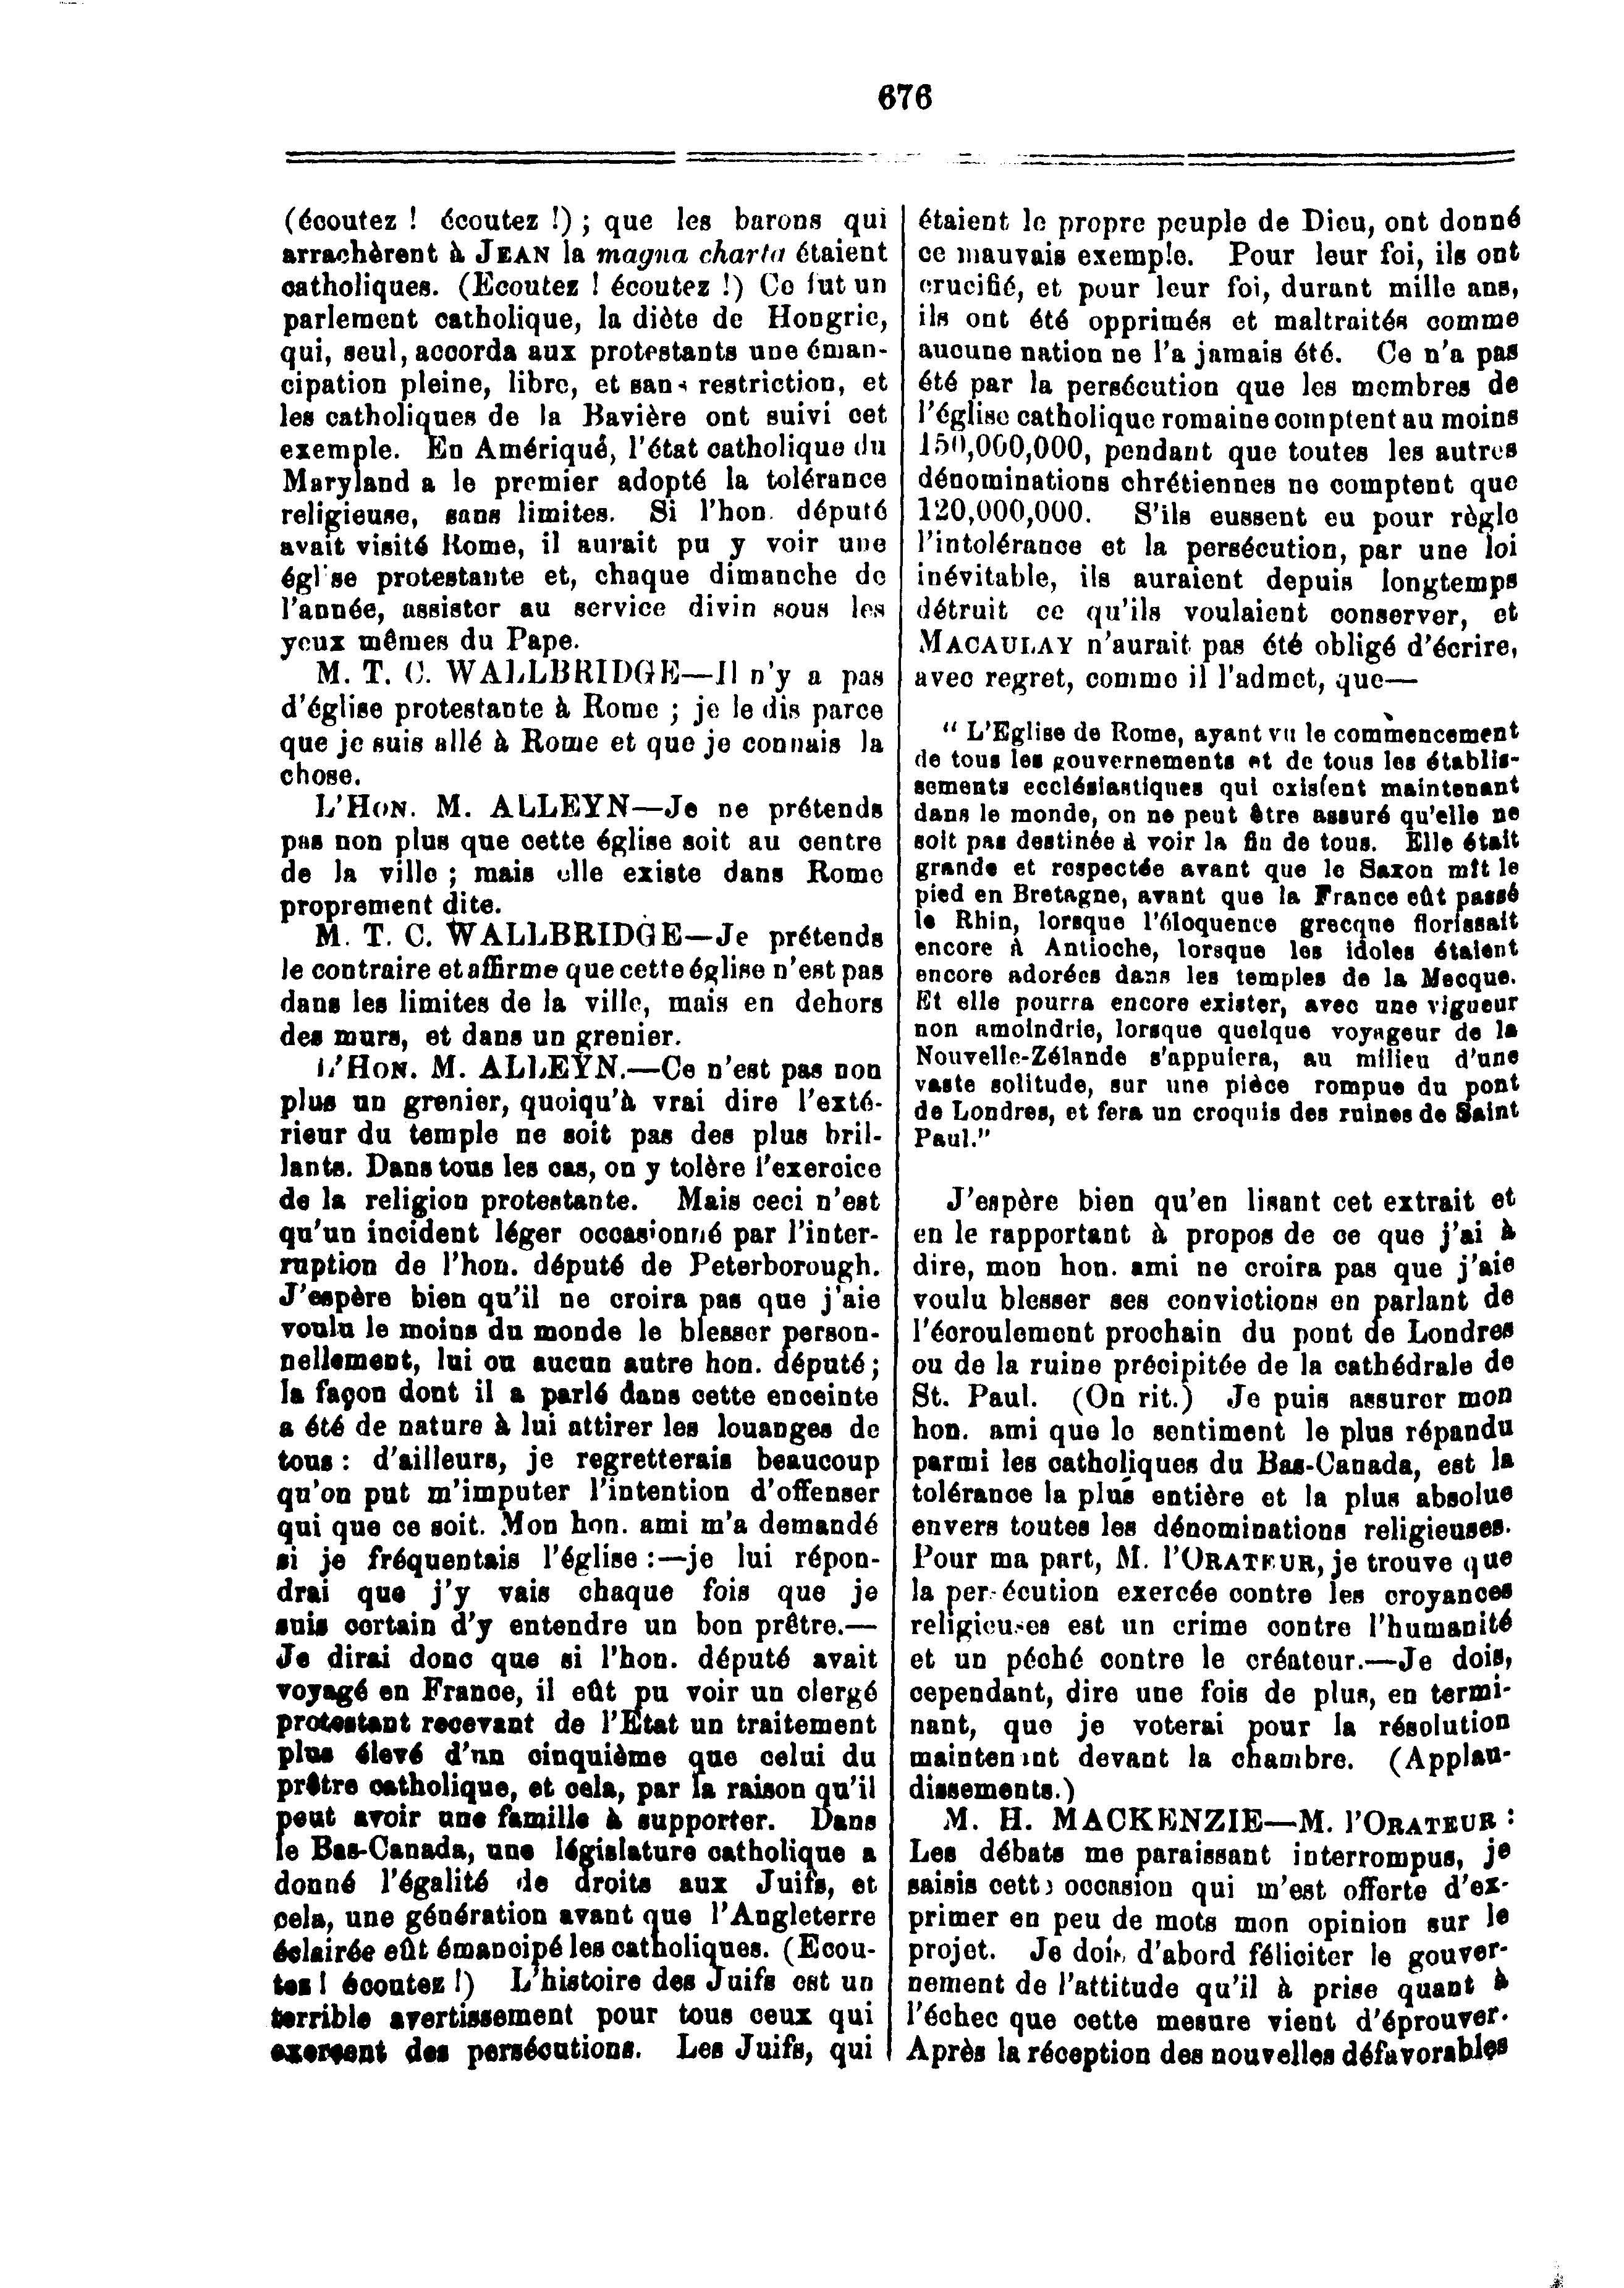 676
(écoutez ! écoutez !) ; que les barons qui
arrachèrent à JEAN la magna charta étaient
catholiques. (Ecoutez ! écoutez !) Ce fut un
parlement catholique, la diète de Hongrie,
qui, seul, accorda aux protestants une éman-
cipation pleine, libre, et sans restriction, et
les catholiques de la Bavière ont suivi cet
exemple. En Amériqué, l'état catholique du
Maryland a le premier adopté la tolérance
religieuse, sans limites. Si l'hon. député
avait visité Rome, il aurait pu y voir une
église protestante et, chaque dimanche de
l'année, assister au service divin sous les
yeux mêmes du Pape.
M. T. C. WALLBRIDGE—Il n'y a pas
d'église protestante à Rome ; je le dis parce
que je suis allé à Rome et que je connais la
chose.
L'HON. M. ALLEYN—Je ne prétends
pas non plus que cette église soit au centre
de la ville ; mais elle existe dans Rome
proprement dite.
M. T. C. WALLBRIDGE—Je prétends
le contraire et affirme que cette église n'est pas
dans les limites de la ville, mais en dehors
des murs, et dans un grenier.
L'HON. M. ALLEYN.—Ce n'est pas non
plus un grenier, quoiqu'à vrai dire l'exté-
rieur du temple ne soit pas des plus bril-
lants. Dans tous les cas, on y tolère l'exercice
de la religion protestante. Mais ceci n'est
qu'un incident léger occasionné par l'inter-
ruption de l'hon. député de Peterborough.
J'espère bien qu'il ne croira pas que j'aie
voulu le moins du monde le blesser person-
nellement, lui ou aucun autre hon. député ;
la façon dont il a parlé dans cette enceinte
a été de nature à lui attirer les louanges de
tous : d'ailleurs, je regretterais beaucoup
qu'on put m'imputer l'intention d'offenser
qui que ce soit. Mon hon. ami m'a demandé
si je fréquentais l'église :—je lui répon-
drai que j'y vais chaque fois que je
suis certain d'y entendre un bon prêtre.—
Je dirai donc que si l'hon. député avait
voyagé en France, il eût pu voir un clergé
protestant recevant de l'Etat un traitement
plus élevé d'un cinquième que celui du
prêtre catholique, et cela, par la raison qu'il
peut avoir une famille à supporter. Dans
le Bas-Canada, une législature catholique a
donné l'égalité de droits aux Juifs, et
cela, une génération avant que l'Angleterre
éclairée eût émancipé les catholiques. (Ecou-
tez ! écoutez !) L'histoire des Juifs est un
terrible avertissement pour tous ceux qui
exercent des persécutions. Les Juifs, qui
étaient le propre peuple de Dieu, ont donné
ce mauvais exemple. Pour leur foi, ils ont
crucifié, et pour leur foi, durant mille ans,
ils ont été opprimés et maltraités comme
aucune nation ne l'a jamais été. Ce n'a pas
été par la persécution que les membres de
l'église catholique romaine comptent au moins
150,000,000, pendant que toutes les autres
dénominations chrétiennes ne comptent que
120,000,000. S'ils eussent eu pour règle
l'intolérance et la persécution, par une loi
inévitable, ils auraient depuis longtemps
détruit ce qu'ils voulaient conserver, et
MACAULAY n'aurait pas été obligé d'écrire,
avec regret, comme il l'admet, que—
“ L'Eglise de Rome, ayant vu le commencement
de tous les gouvernements et de tous les établis-
sements ecclésiastiques qui existent maintenant
dans le monde, on ne peut être assuré qu'elle ne
soit pas destinée à voir la fin de tous. Elle était
grande et respectée avant que le Saxon mît le
pied en Bretagne, avant que la France eût passé
le Rhin, lorsque l'éloquence grecque florissait
encore à Antioche, lorsque les idoles étaient
encore adorées dans les temples de la Mecque.
Et elle pourra encore exister, avec une vigueur
non amoindrie, lorsque quelque voyageur de la
Nouvelle-Zélande s'appuiera, au milieu d'une
vaste solitude, sur une pièce rompue du pont
de Londres, et fera un croquis des ruines de Saint
Paul.”
J'espère bien qu'en lisant cet extrait et
en le rapportant à propos de ce que j'ai à
dire, mon hon. ami ne croira pas que j'aie
voulu blesser ses convictions en parlant de
l'écroulement prochain du pont de Londres
ou de la ruine précipitée de la cathédrale de
St. Paul. (On rit.) Je puis assurer mon
hon. ami que le sentiment le plus répandu
parmi les catholiques du Bas-Canada, est la
tolérance la plus entière et la plus absolue
envers toutes les dénominations religieuses.
Pour ma part, M. l'ORATEUR, je trouve que
la persécution exercée contre les croyances
religieuses est un crime contre l'humanité
et un péché contre le créateur.—Je dois,
cependant, dire une fois de plus, en termi-
nant, que je voterai pour la résolution
maintenant devant la chambre. (Applau-
dissements.)
M. H. MACKENZIE—M. l'ORATEUR :
Les débats me paraissant interrompus, je
saisis cette occasion qui m'est offerte d'ex-
primer en peu de mots mon opinion sur le
projet. Je dois d'abord féliciter le gouver-
nement de l'attitude qu'il à prise quant à
l'échec que cette mesure vient d'éprouver.
Après la réception des nouvelles défavorables